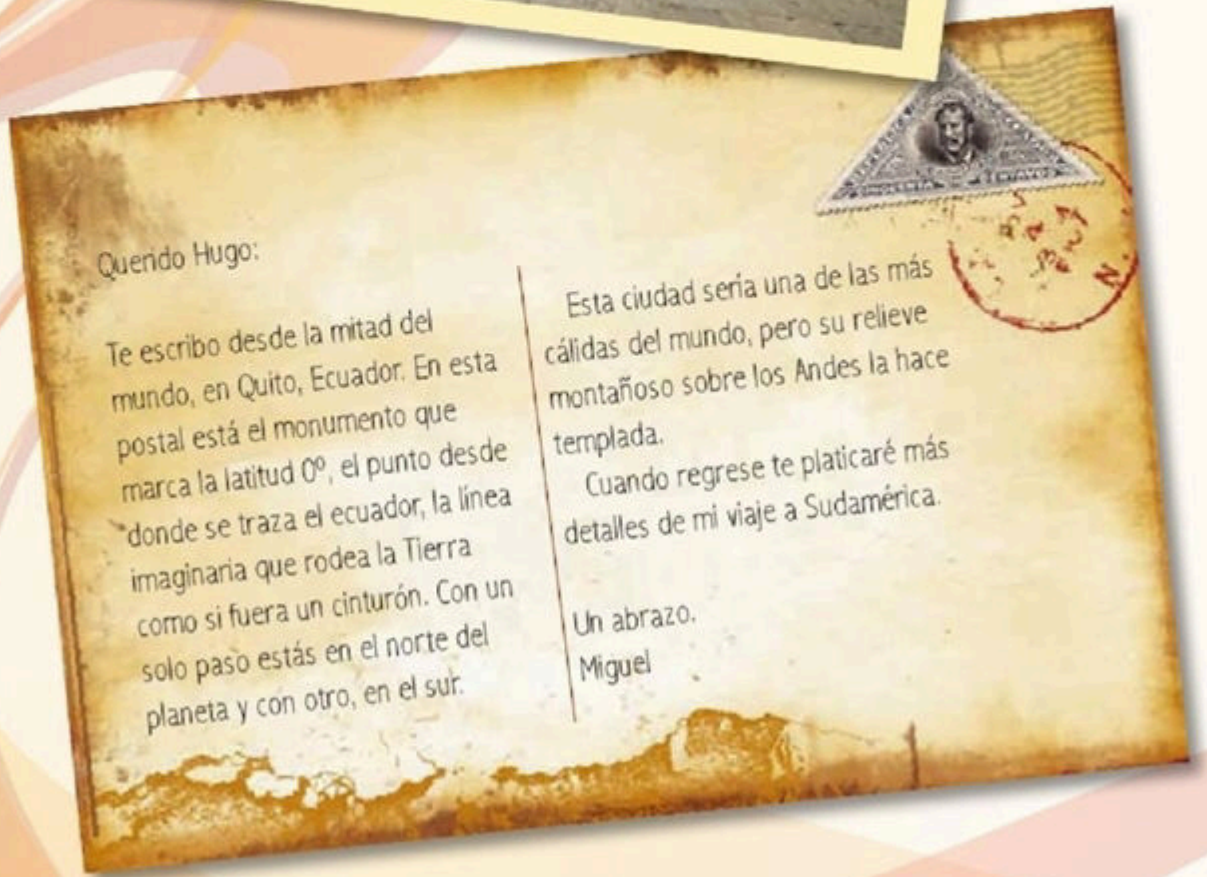 Querido Hugo:
Te escribo desde la mitad del
mundo, en Quito, Ecuador. En esta
postal está el monumento que
marca la latitud 0º, el punto desde
donde se traza el ecuador, la línea
imaginaria que rodea la Tierra
como si fuera un cinturón. Con un
solo paso estás en el norte del
planeta y con otro, en el sur.
Esta ciudad sería una de las más
cálidas del mundo, pero su relieve
montañoso sobre los Andes la hace
templada.
Cuando regrese te platicaré más
detalles de mi viaje a Sudamérica.
Un abrazo.
Miguel
CENTAVOS